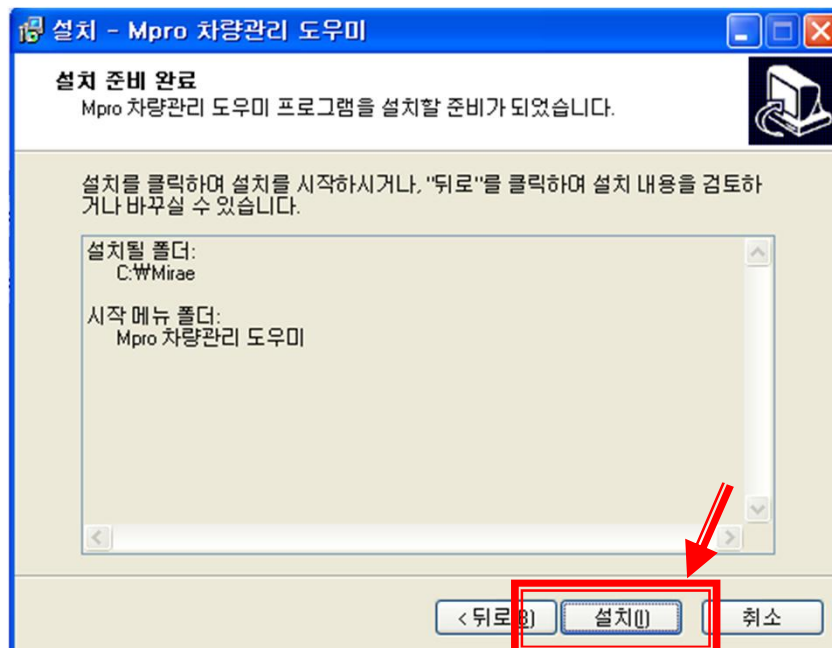 설치 - Mpro 차량관리 도우미
설치 준비 완료
Mpro 차량관리 도우미 프로그램을 설치할 준비가 되었습니다.
설치를 클릭하여 설치를 시작하시거나, "뒤로"를 클릭하여 설치 내용을 검토하
거나 바꾸실 수 있습니다.
설치될 폴더:
C:₩Mirae
시작 메뉴 폴더:
Mpro 차량관리 도우미
< 뒤로(B) 설치(I) 취소